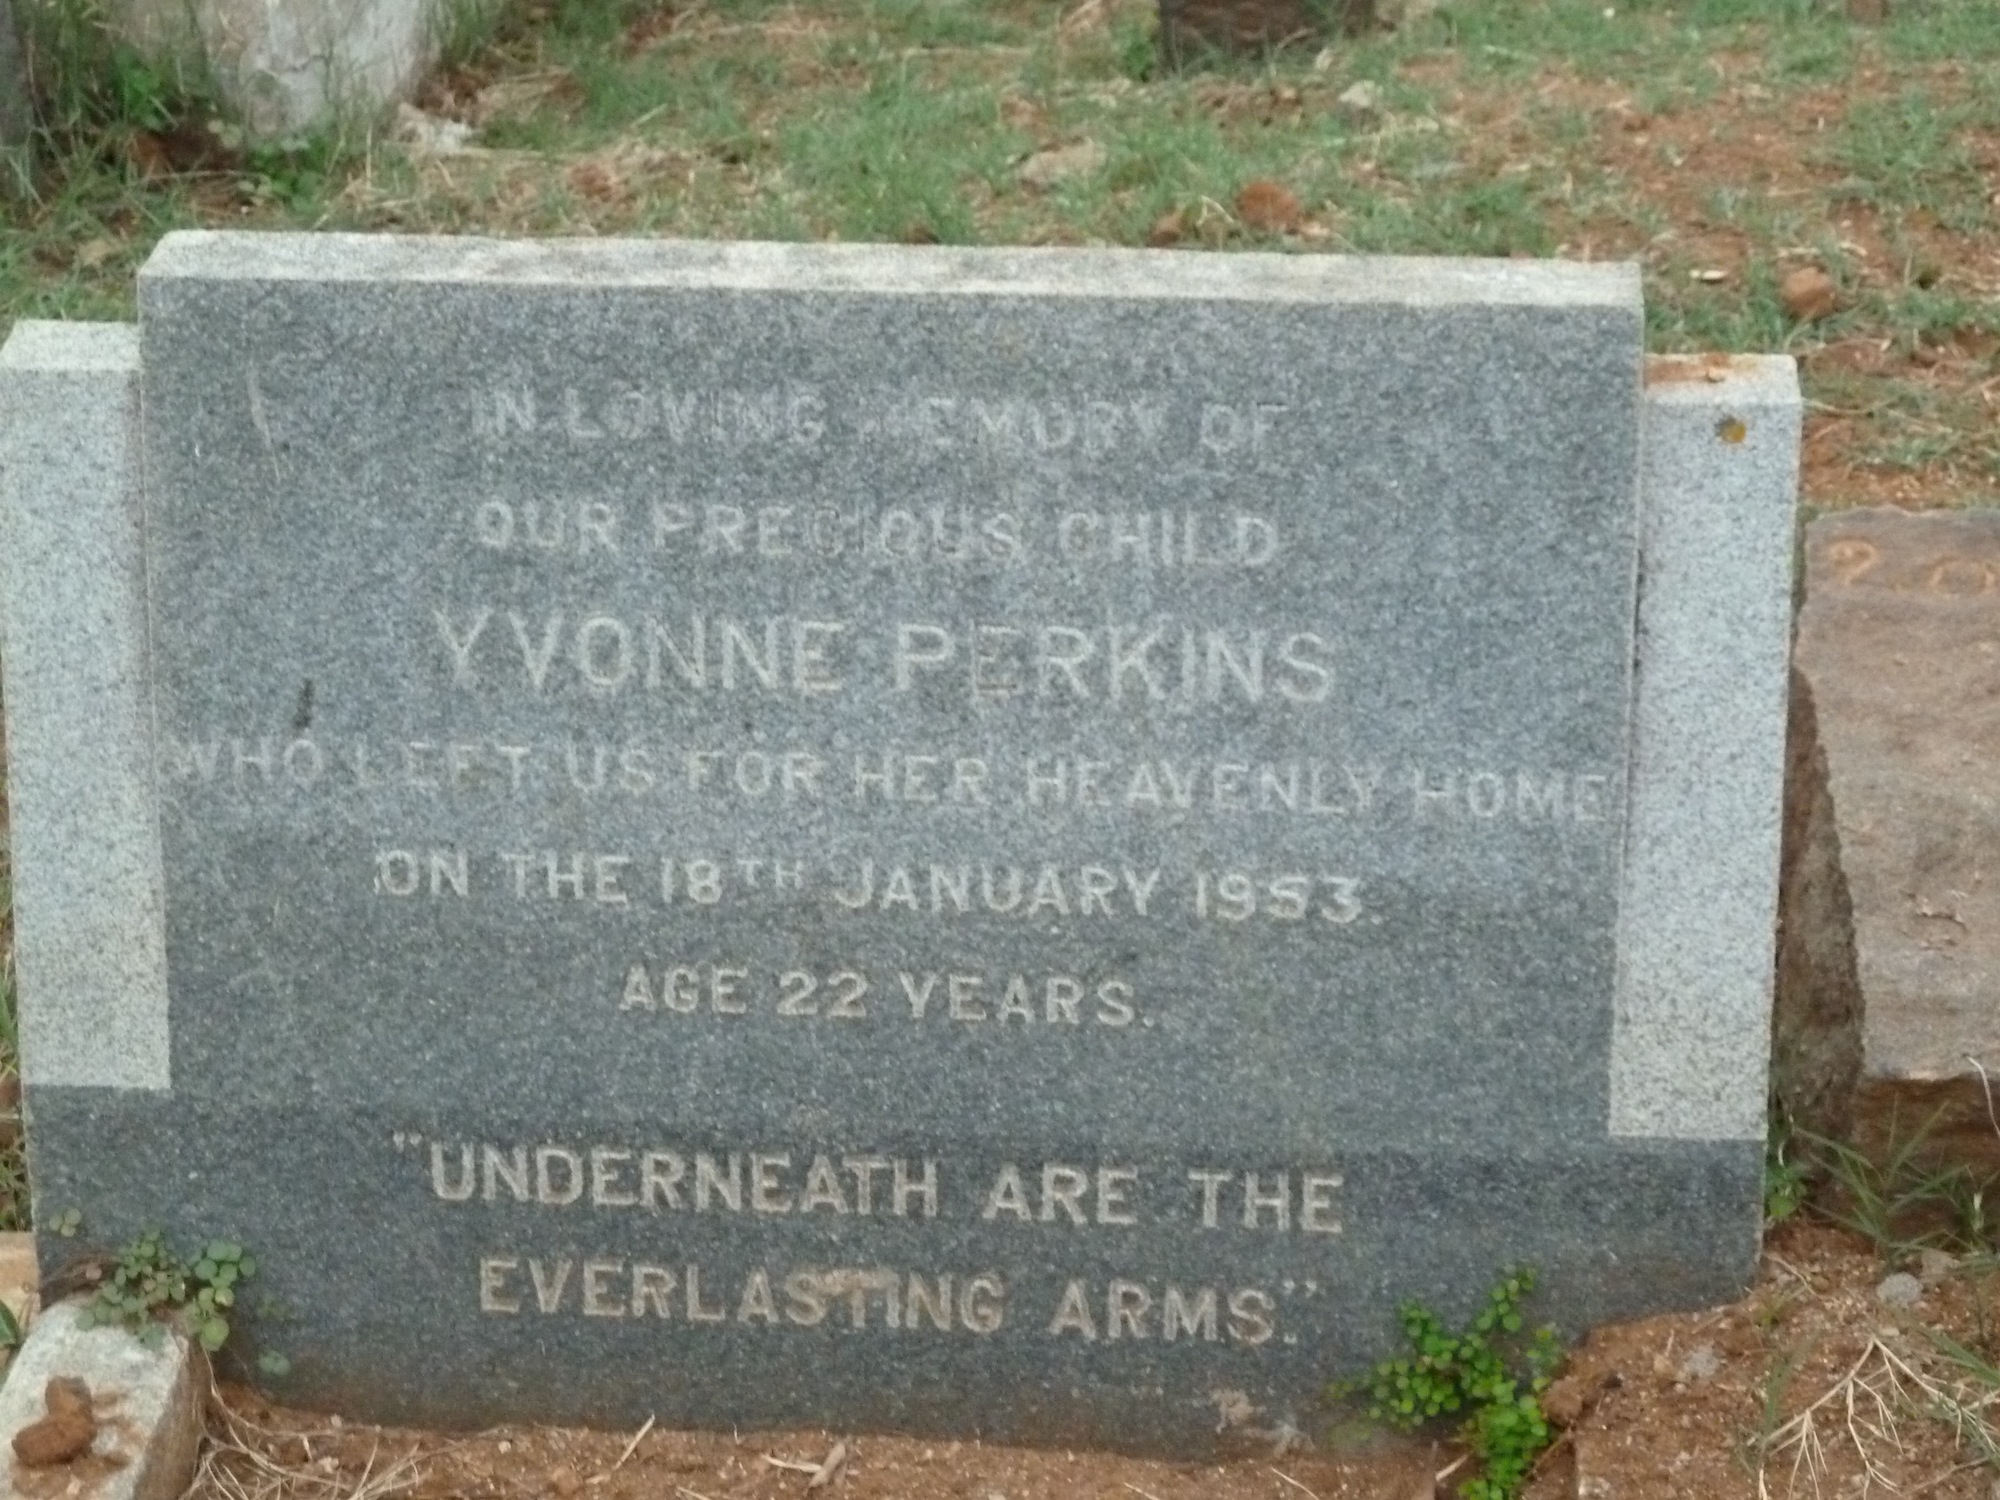 IN LOVING MEMORY OF
OUR PRECIOUS CHILD
YVONNE PERKINS
WHO LEFT US FOR HER HEAVENLY HOME
ON THE 18TH JANUARY 1953.
AGE 22 YEARS.
"UNDERNEATH ARE THE
EVERLASTING ARMS."